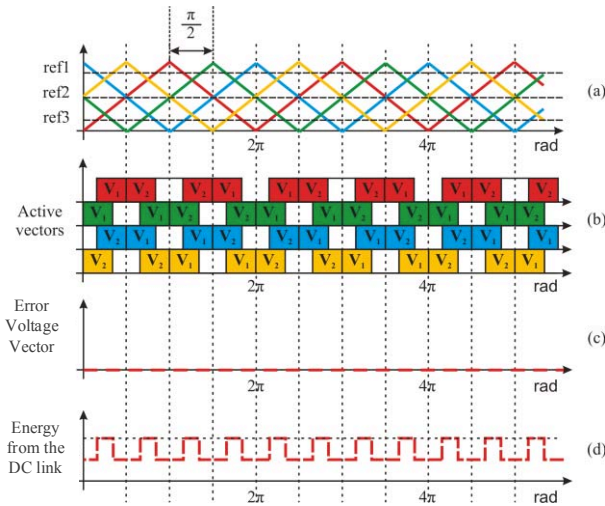 π
2
ref1
ref2
ref3
(a)
2π
4π
rad
V₁ V₂ V₂ V₁ V₁ V₂ V₂ V₁ V₁ V₂ V₂
Active
vectors
V₁ V₁ V₂ V₂ V₁ V₁ V₂ V₂ V₁ V₁ V₂
(b)
V₂ V₁ V₁ V₂ V₂ V₁ V₁ V₂ V₂ V₁ V₁
V₂ V₂ V₁ V₁ V₂ V₂ V₁ V₁ V₂ V₂ V₁
2π
4π
rad
Error
Voltage
Vector
(c)
2π
4π
rad
Energy
from the
DC link
(d)
2π
4π
rad